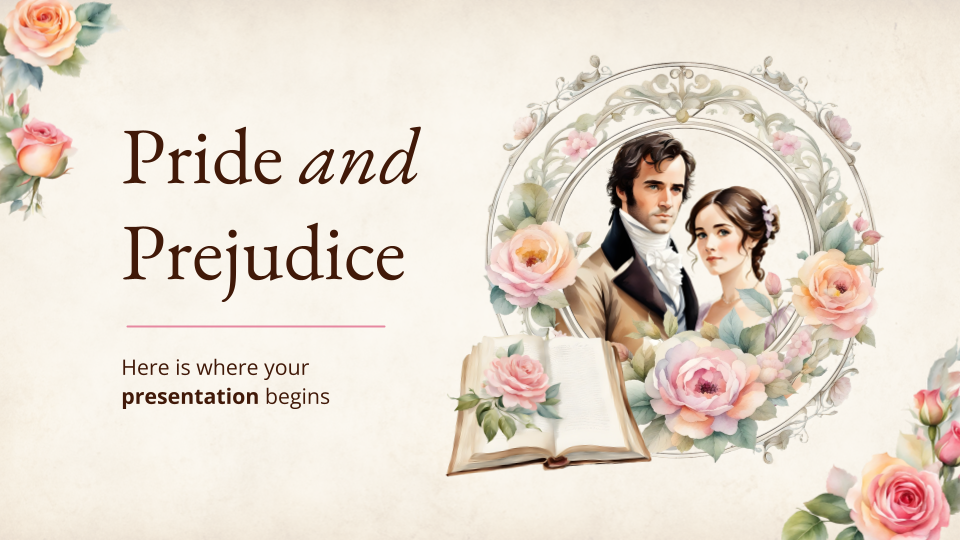 Pride and
Prejudice
Here is where your
presentation begins